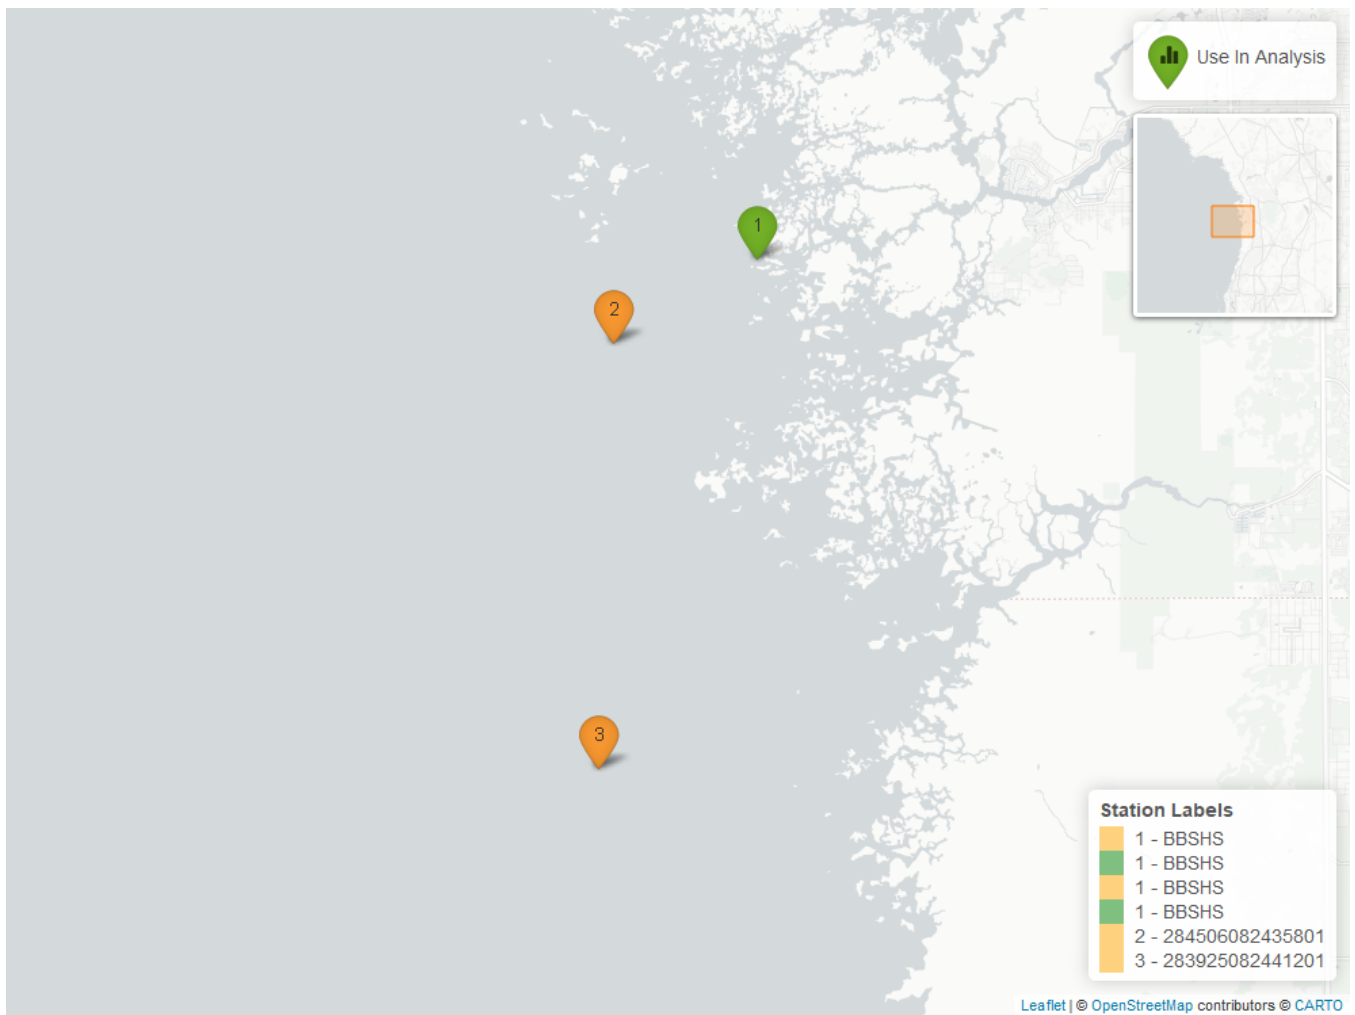 Use In Analysis
1
2
3
Station Labels
1 - BBSHS
1 - BBSHS
1 - BBSHS
1 - BBSHS
2 - 284506082435801
3 - 283925082441201
Leaflet | © OpenStreetMap contributors © CARTO